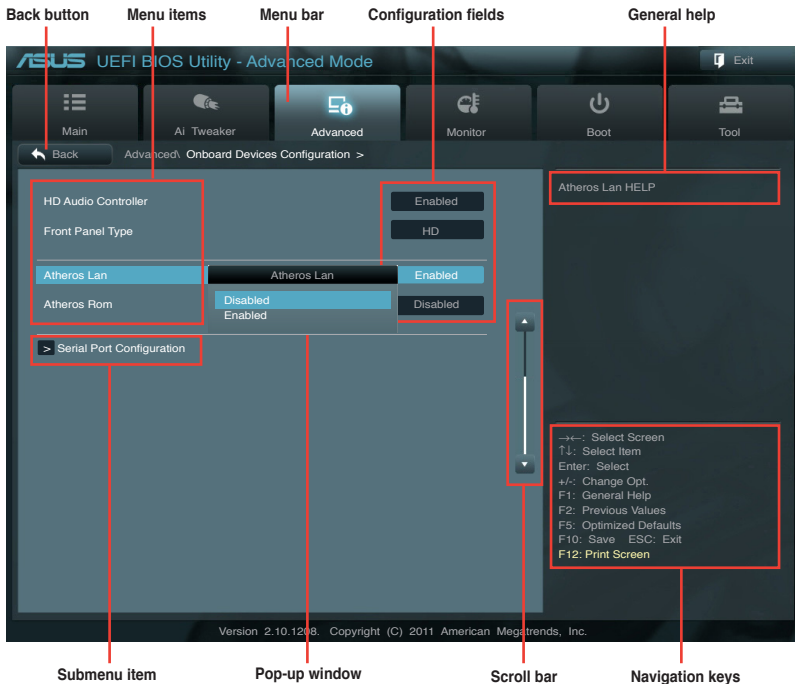 Back button Menu items Menu bar Configuration fields General help
ASUS UEFI BIOS Utility - Advanced Mode Exit
Main Ai Tweaker Advanced Monitor Boot Tool
Back Advanced\ Onboard Devices Configuration >
HD Audio Controller Enabled
Front Panel Type HD
Atheros Lan Atheros Lan Enabled
Atheros Rom Disabled Disabled
Enabled
> Serial Port Configuration
Atheros Lan HELP
→←: Select Screen
↑↓: Select Item
Enter: Select
+/-: Change Opt.
F1: General Help
F2: Previous Values
F5: Optimized Defaults
F10: Save ESC: Exit
F12: Print Screen
Version 2.10.1208. Copyright (C) 2011 American Megatrends, Inc.
Submenu item Pop-up window Scroll bar Navigation keys